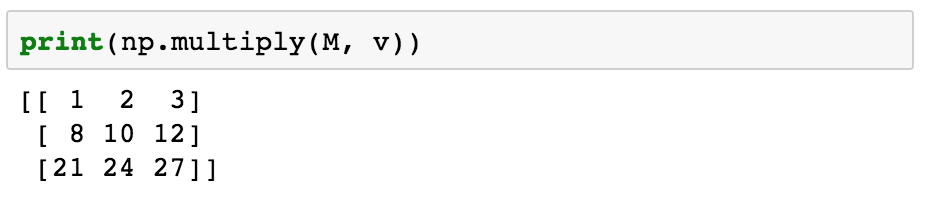 print(np.multiply(M, v))
[[ 1  2  3]
 [ 8 10 12]
 [21 24 27]]